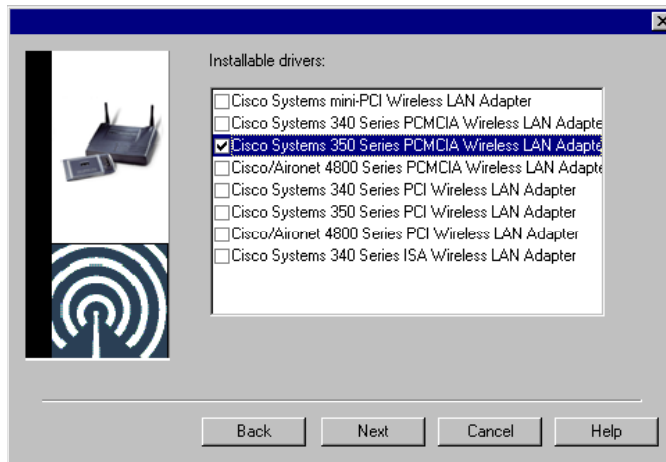 Installable drivers:
Cisco Systems mini-PCI Wireless LAN Adapter
Cisco Systems 340 Series PCMCIA Wireless LAN Adapte
Cisco Systems 350 Series PCMCIA Wireless LAN Adapte
Cisco/Aironet 4800 Series PCMCIA Wireless LAN Adapte
Cisco Systems 340 Series PCI Wireless LAN Adapter
Cisco Systems 350 Series PCI Wireless LAN Adapter
Cisco/Aironet 4800 Series PCI Wireless LAN Adapter
Cisco Systems 340 Series ISA Wireless LAN Adapter
Back Next Cancel Help